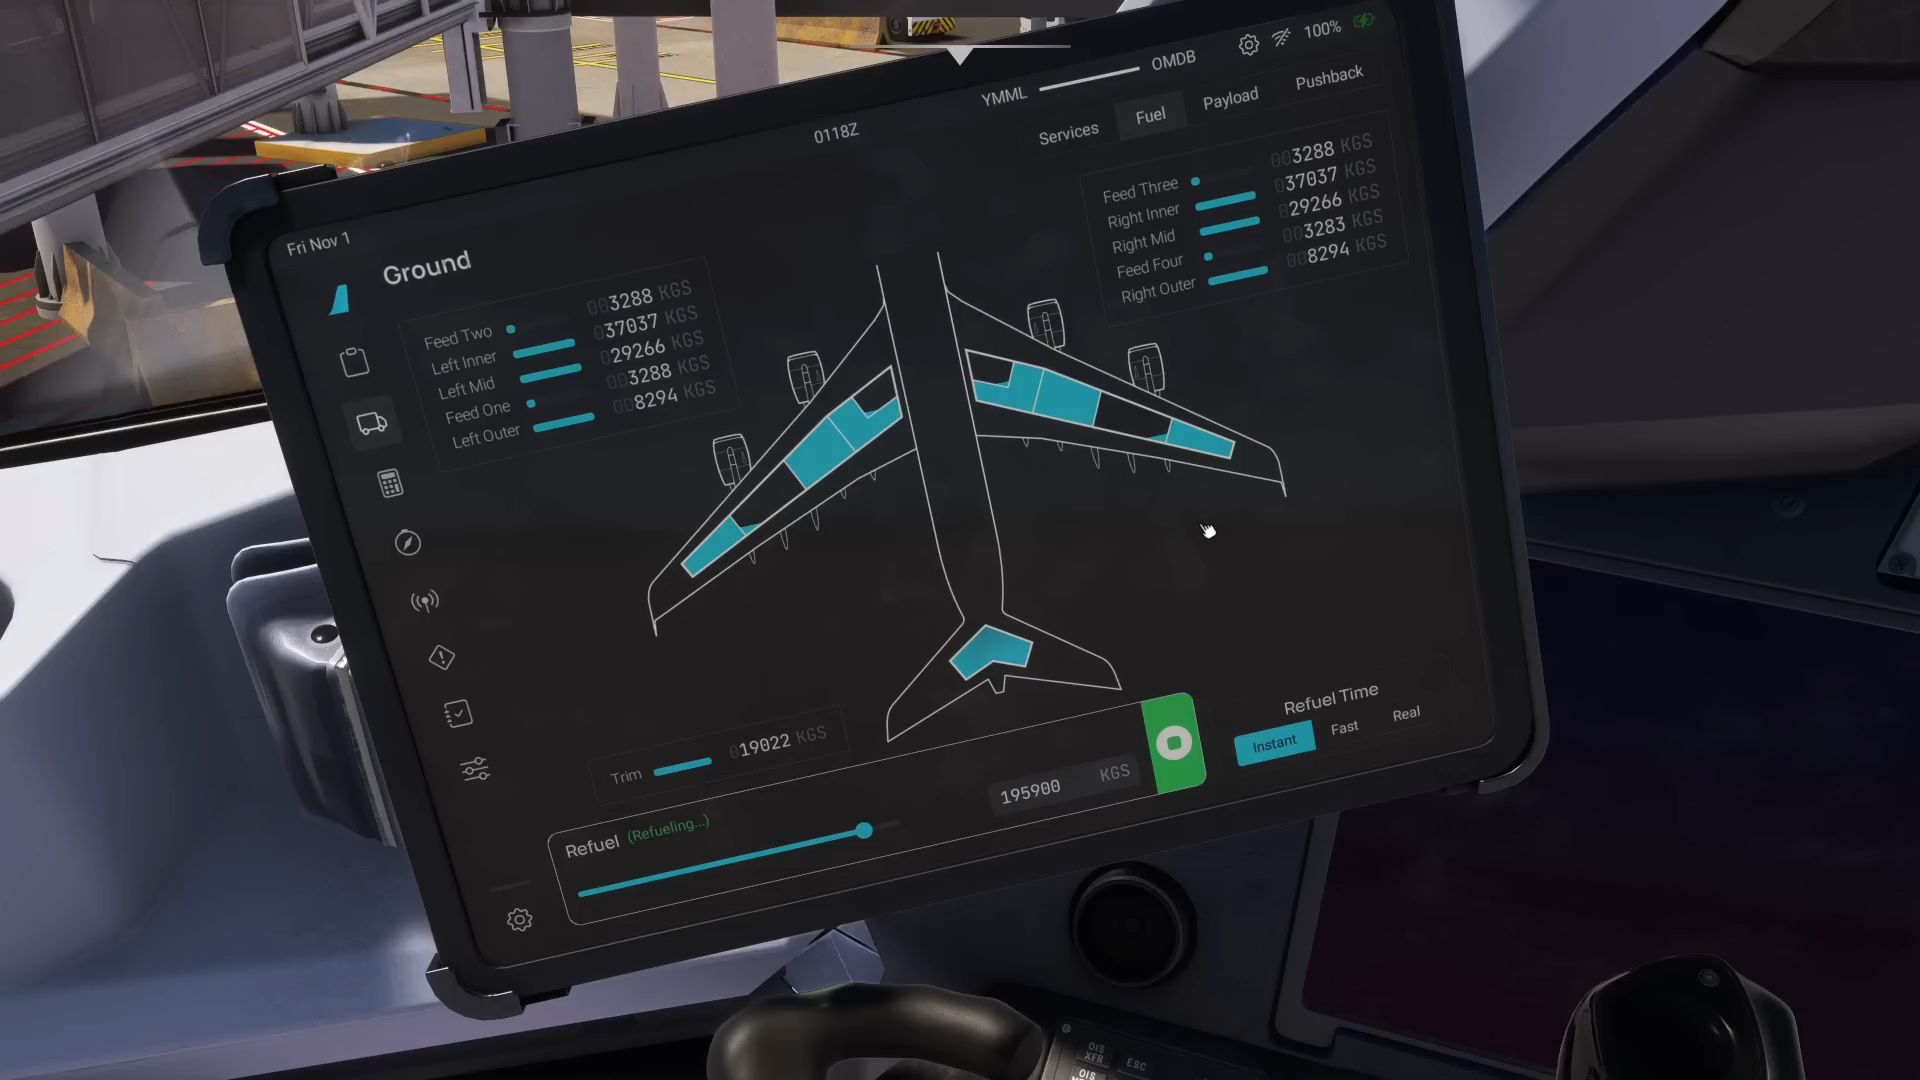 YMML OMDB 100%
0118Z
Services Fuel Payload Pushback
Fri Nov 1
Ground
Feed Two 003288 KGS
Left Inner 037037 KGS
Left Mid 029266 KGS
Feed One 003288 KGS
Left Outer 008294 KGS
Feed Three 003288 KGS
Right Inner 037037 KGS
Right Mid 029266 KGS
Feed Four 003283 KGS
Right Outer 008294 KGS
Trim 019022 KGS
Refuel (Refueling...)
195900 KGS
Refuel Time
Instant Fast Real
OIS
XFR
ESC
OIS